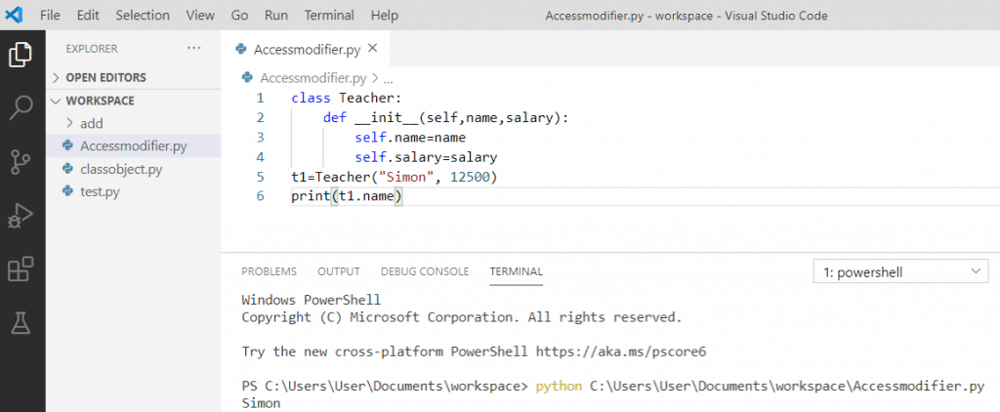 File Edit Selection View Go Run Terminal Help Accessmodifier.py - workspace - Visual Studio Code
EXPLORER ...
OPEN EDITORS
WORKSPACE
add
Accessmodifier.py
classobject.py
test.py
Accessmodifier.py
Accessmodifier.py > ...
1 class Teacher:
2     def __init__(self,name,salary):
3         self.name=name
4         self.salary=salary
5 t1=Teacher("Simon", 12500)
6 print(t1.name)
PROBLEMS OUTPUT DEBUG CONSOLE TERMINAL 1: powershell
Windows PowerShell
Copyright (C) Microsoft Corporation. All rights reserved.
Try the new cross-platform PowerShell https://aka.ms/pscore6
PS C:\Users\User\Documents\workspace> python C:\Users\User\Documents\workspace\Accessmodifier.py
Simon